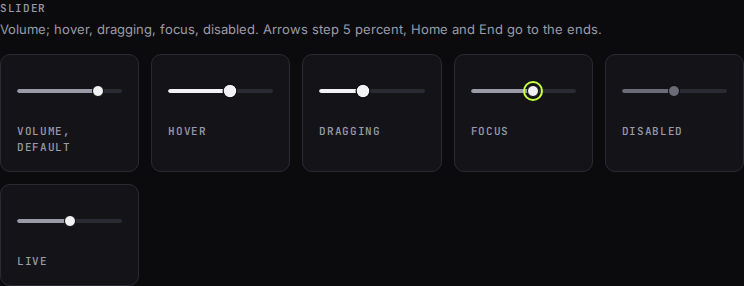 SLIDER
Volume; hover, dragging, focus, disabled. Arrows step 5 percent, Home and End go to the ends.
VOLUME,
DEFAULT
HOVER
DRAGGING
FOCUS
DISABLED
LIVE